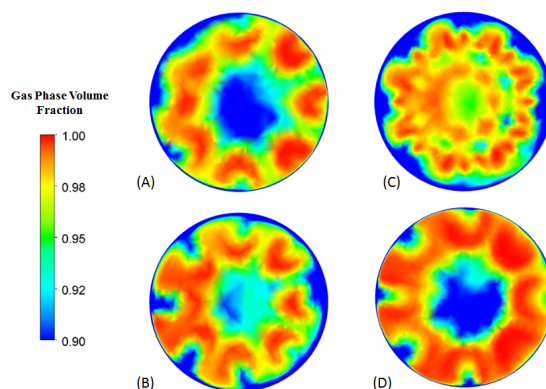 Gas Phase Volume
Fraction
1.00
0.98
0.95
0.92
0.90
(A)
(C)
(B)
(D)